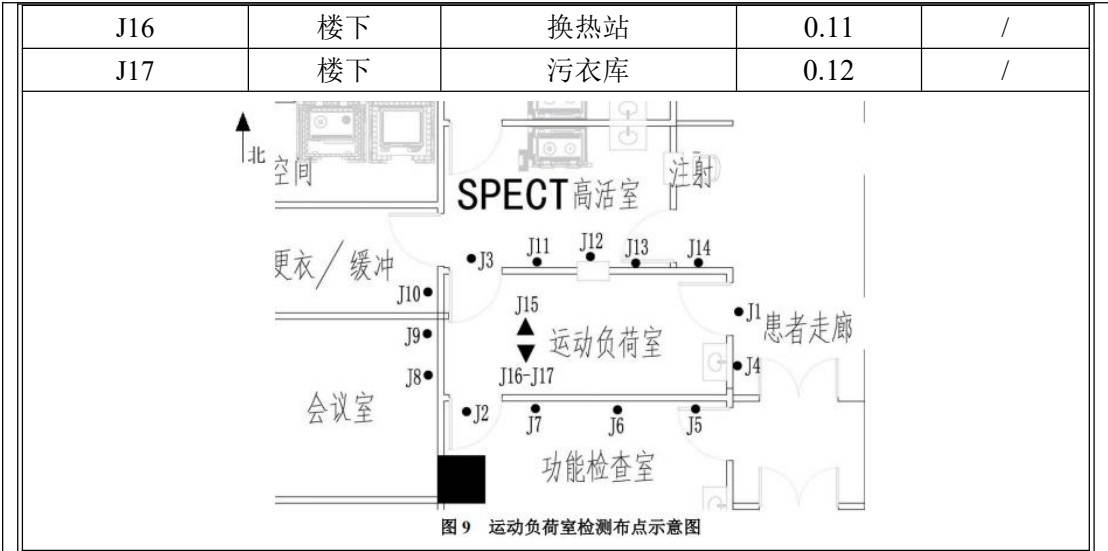 J16 楼下 换热站 0.11 /
J17 楼下 污衣库 0.12 /
北
空间
注射
SPECT高活室
J11 J12 J13 J14
J3
更衣/缓冲
J10
J15
J1
患者走廊
J9
运动负荷室
J8
J16-J17
J4
会议室
J2 J7 J6 J5
功能检查室
图 9 运动负荷室检测布点示意图